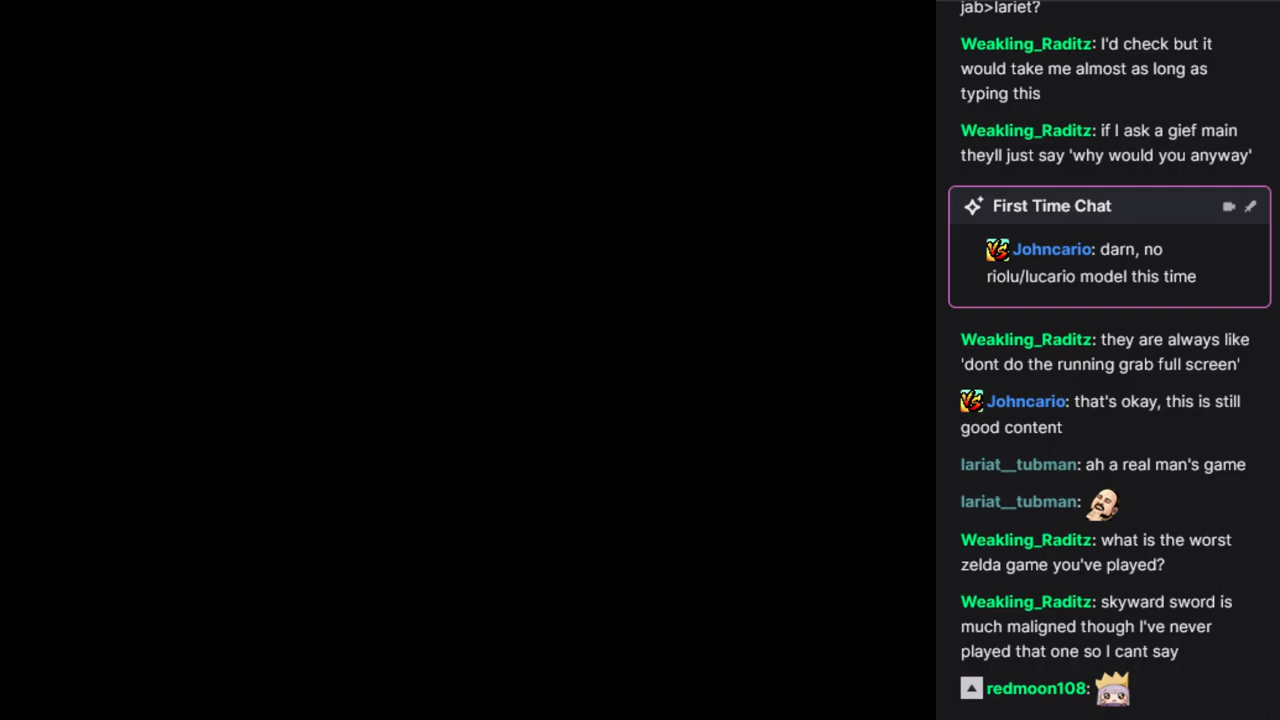 jab>lariet?
Weakling_Raditz: I'd check but it
would take me almost as long as
typing this
Weakling_Raditz: if I ask a gief main
theyll just say 'why would you anyway'
First Time Chat
Johncario: darn, no
riolu/lucario model this time
Weakling_Raditz: they are always like
'dont do the running grab full screen'
Johncario: that's okay, this is still
good content
lariat__tubman: ah a real man's game
lariat__tubman:
Weakling_Raditz: what is the worst
zelda game you've played?
Weakling_Raditz: skyward sword is
much maligned though I've never
played that one so I cant say
redmoon108: